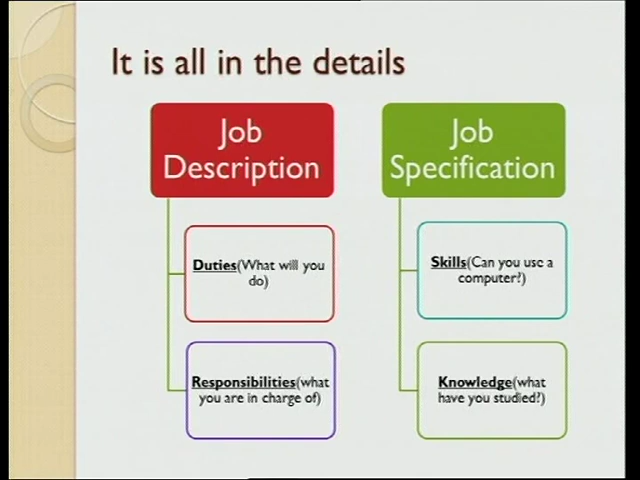 It is all in the details
Job
Description
Job
Specification
Duties(What will you
do)
Skills(Can you use a
computer?)
Responsibilities(what
you are in charge of)
Knowledge(what
have you studied?)